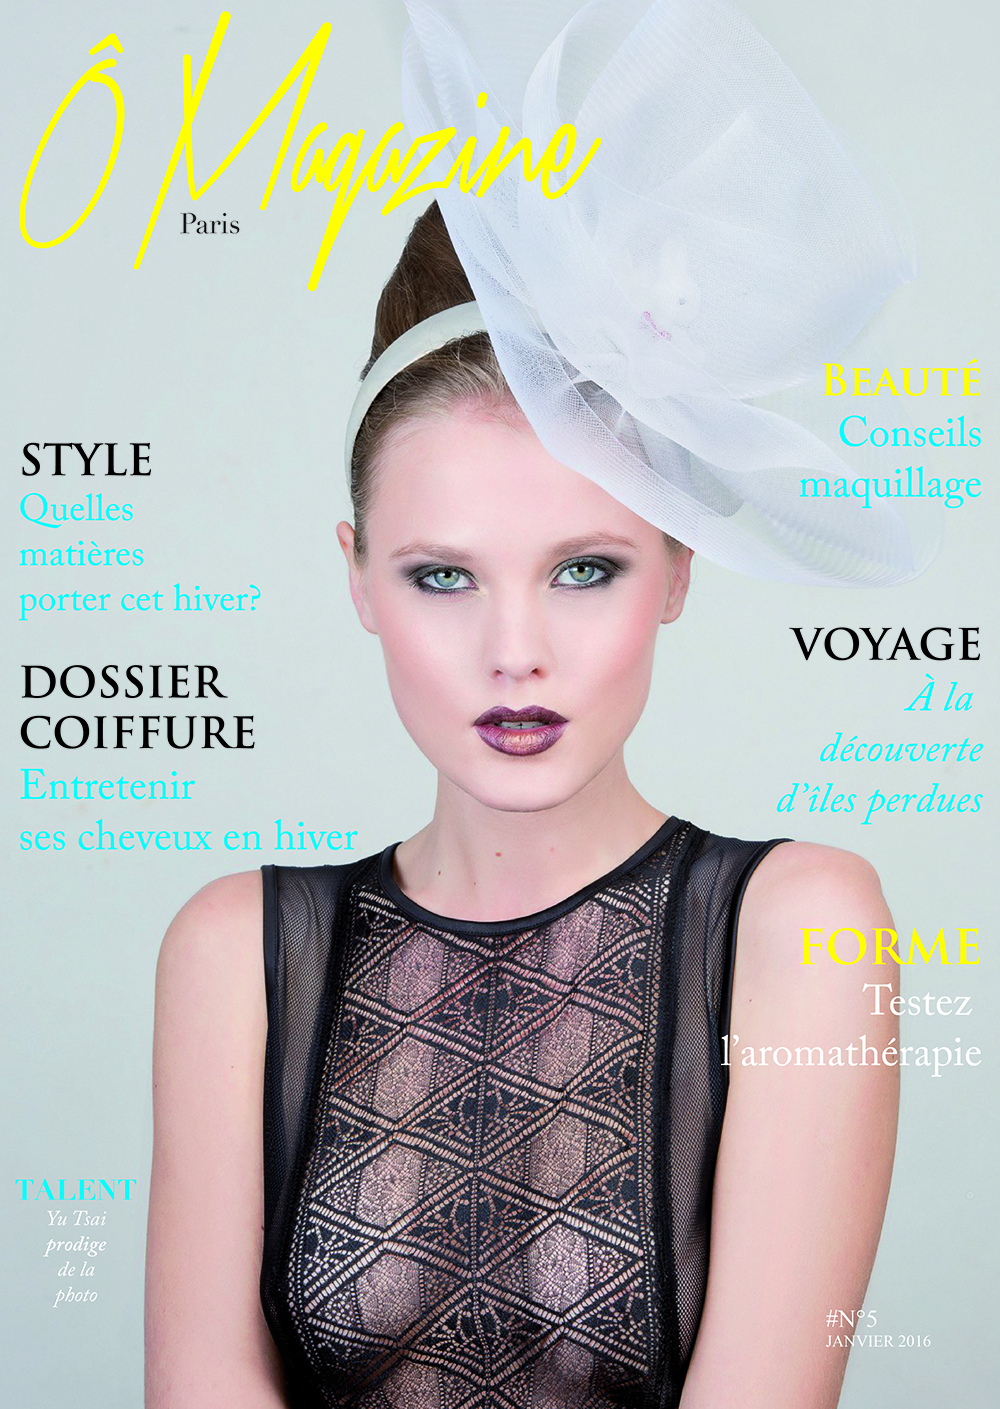 Ô Magazine
Paris
BEAUTÉ
Conseils
maquillage
STYLE
Quelles
matières
porter cet hiver?
VOYAGE
À la
découverte
d'îles perdues
DOSSIER
COIFFURE
Entretenir
ses cheveux en hiver
FORME
Testez
l'aromathérapie
TALENT
Yu Tsai
prodige
de la
photo
#N°5
JANVIER 2016